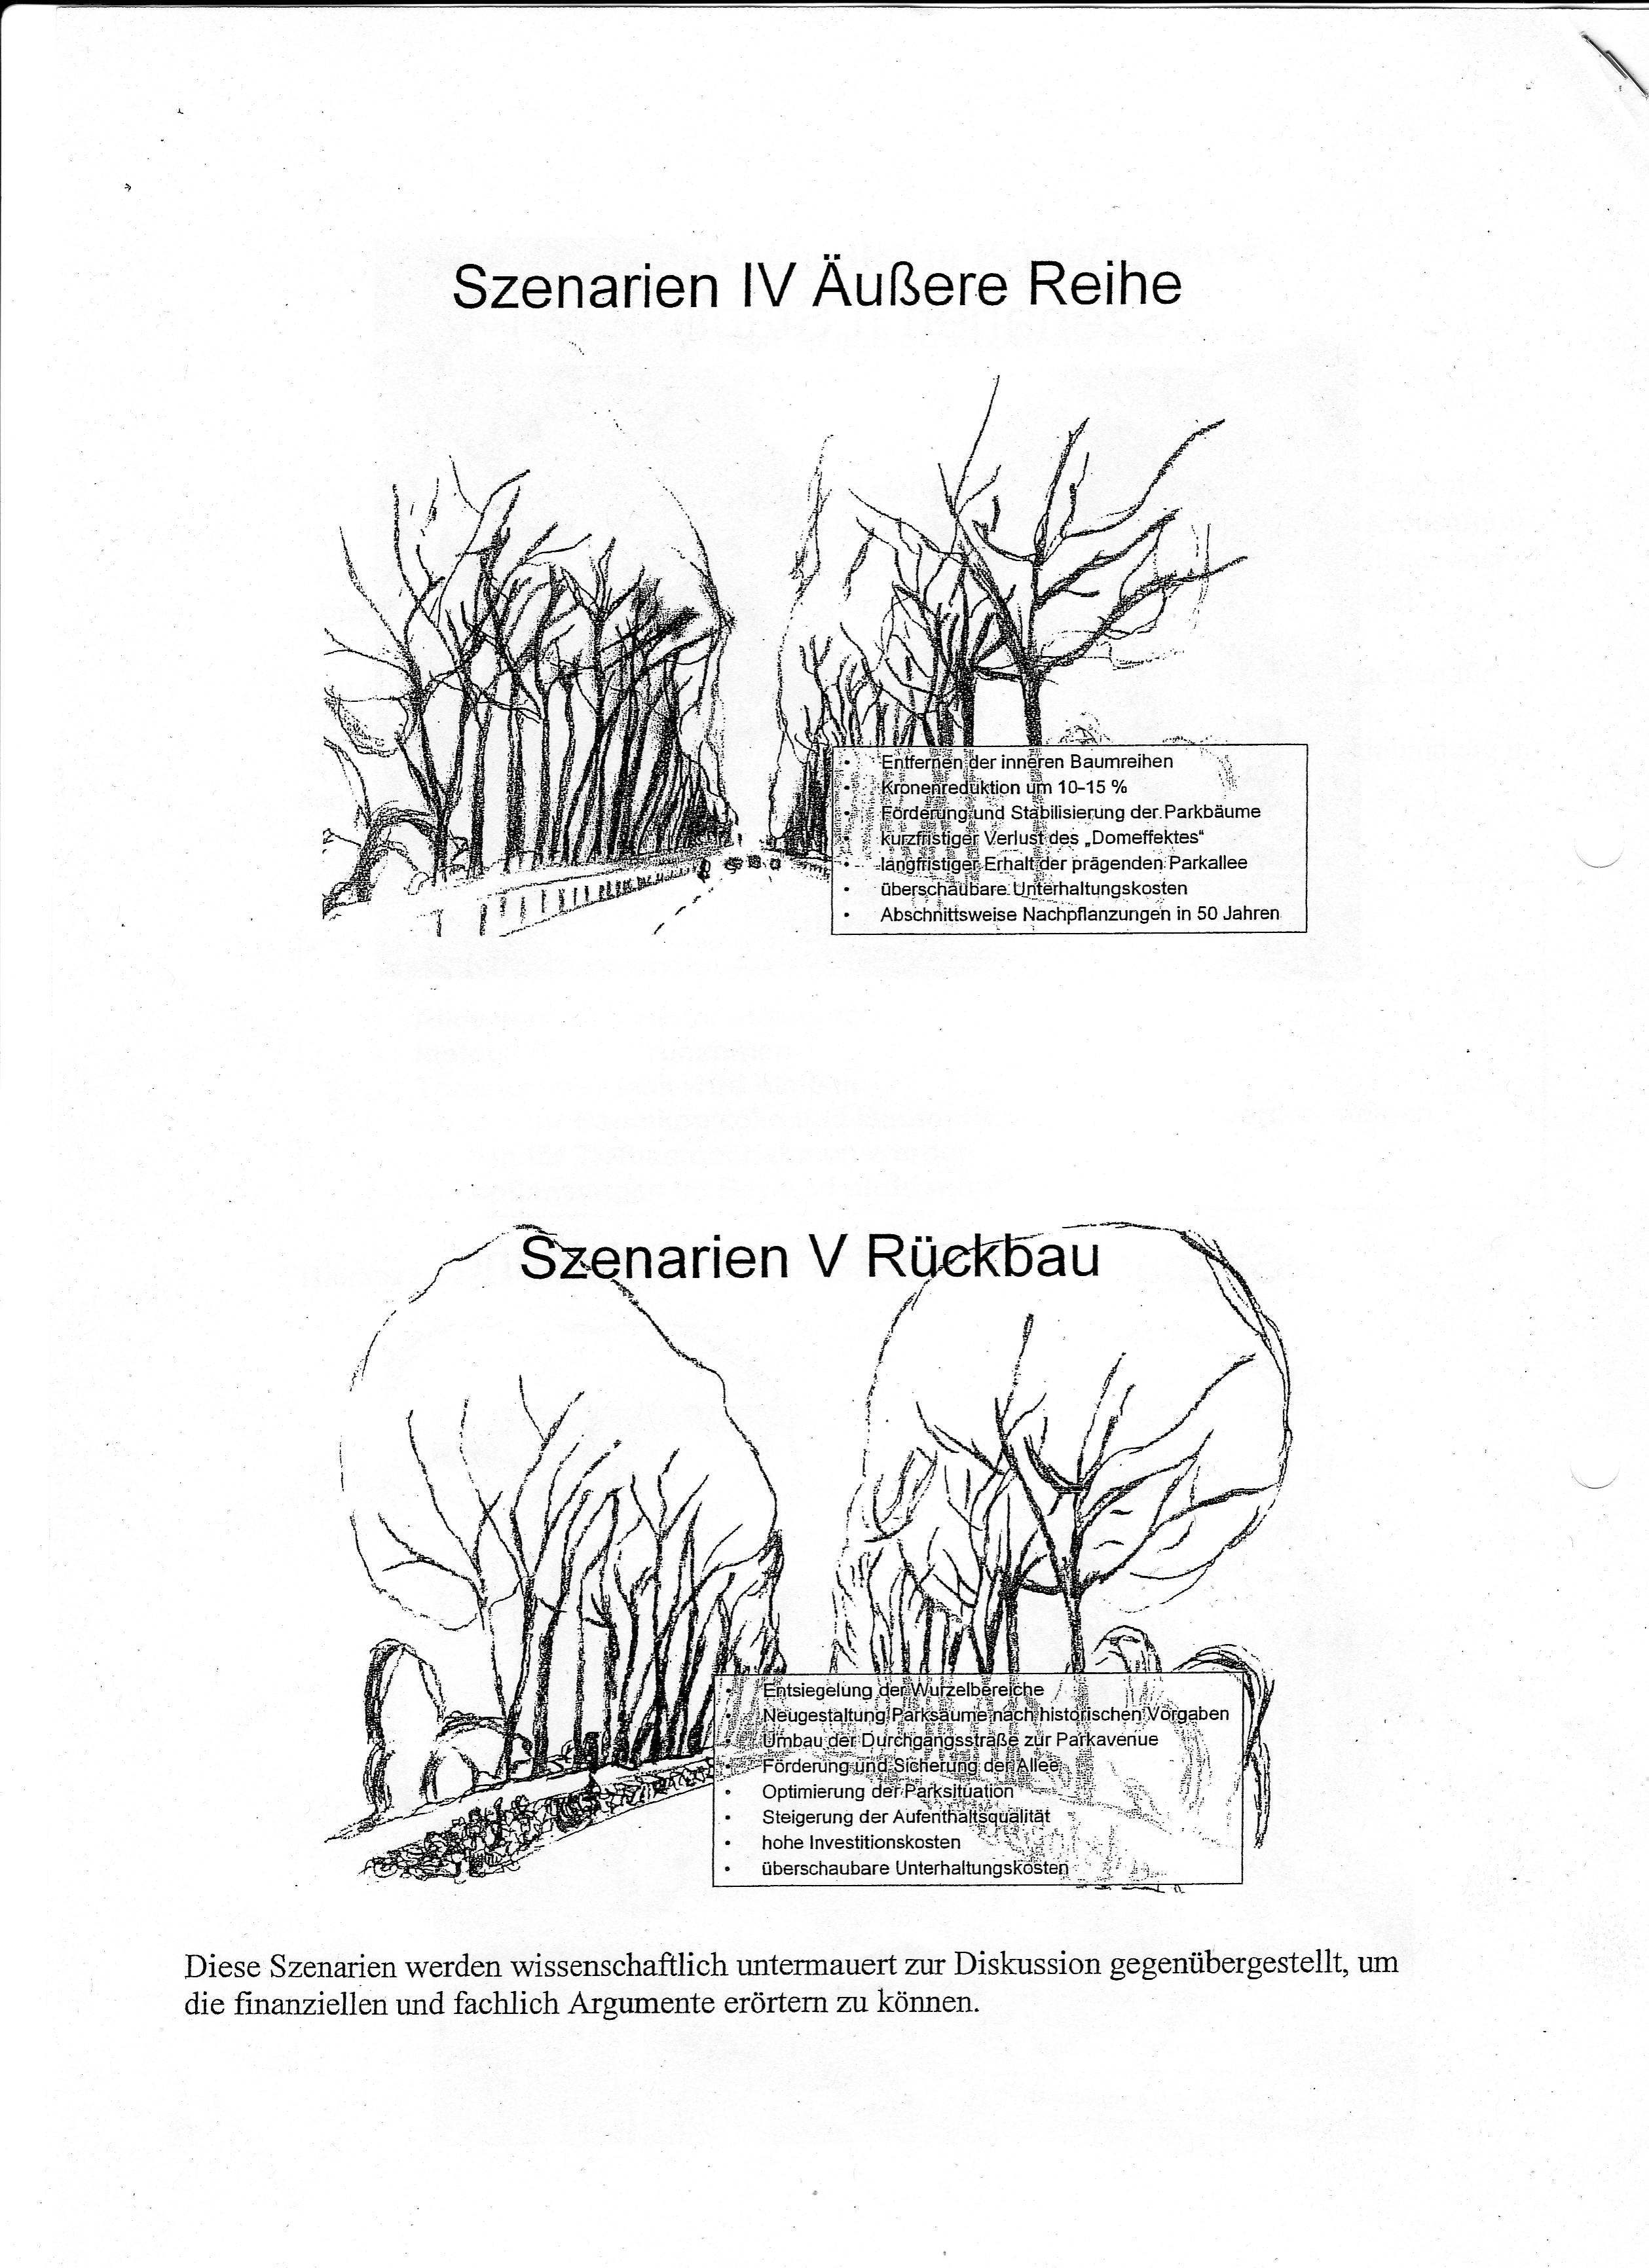 Szenarien IV Äußere Reihe
• Entfernen der inneren Baumreihen
• Kronenreduktion um 10-15 %
• Förderung und Stabilisierung der Parkbäume
• kurzfristiger Verlust des „Domeffektes“
• langfristiger Erhalt der prägenden Parkallee
• überschaubare Unterhaltungskosten
• Abschnittsweise Nachpflanzungen in 50 Jahren
Szenarien V Rückbau
• Entsiegelung der Wurzelbereiche
• Neugestaltung Parksäume nach historischen Vorgaben
• Umbau der Durchgangsstraße zur Parkavenue
• Förderung und Sicherung der Allee
• Optimierung der Parksituation
• Steigerung der Aufenthaltsqualität
• hohe Investitionskosten
• überschaubare Unterhaltungskosten
Diese Szenarien werden wissenschaftlich untermauert zur Diskussion gegenübergestellt, um
die finanziellen und fachlich Argumente erörtern zu können.